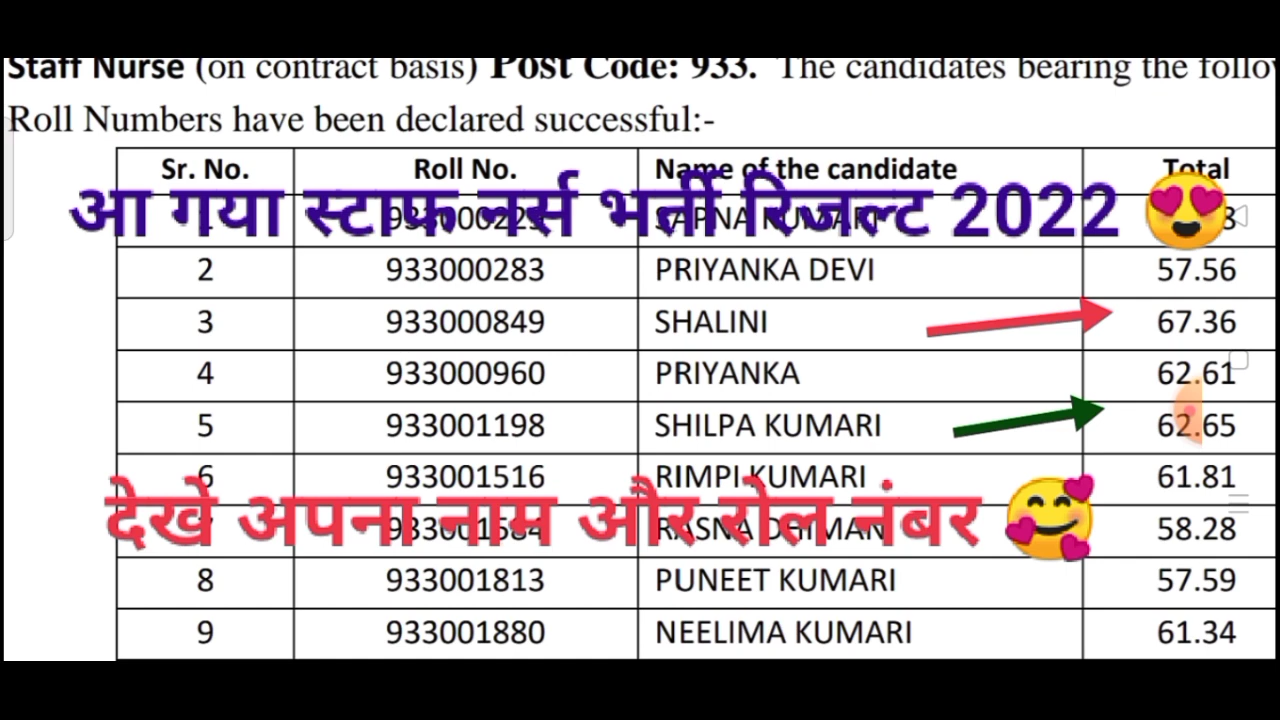 Staff Nurse (on contract basis) Post Code: 933. The candidates bearing the
Roll Numbers have been declared successful:-
Sr. No. Roll No. Name of the candidate Total
आ गया स्टाफ नर्स भर्ती रिजल्ट 2022 😍
SAPNA KUMARI
2 933000283 PRIYANKA DEVI 57.56
3 933000849 SHALINI 67.36
4 933000960 PRIYANKA 62.61
5 933001198 SHILPA KUMARI 62.65
6 933001516 RIMPI KUMARI 61.81
देखे अपना नाम और रोल नंबर 🥰
RASNA DHIMAN 58.28
8 933001813 PUNEET KUMARI 57.59
9 933001880 NEELIMA KUMARI 61.34